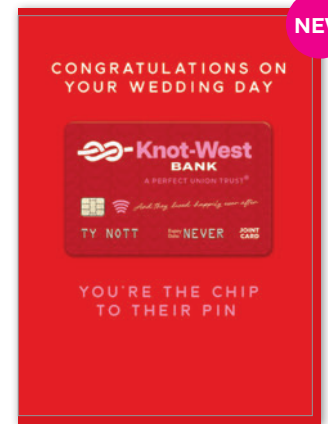 NEW
CONGRATULATIONS ON
YOUR WEDDING DAY
Knot-West
BANK
A PERFECT UNION TRUST®
And they lived happily ever after
TY NOTT Expiry Date: NEVER JOINT
CARD
YOU'RE THE CHIP
TO THEIR PIN